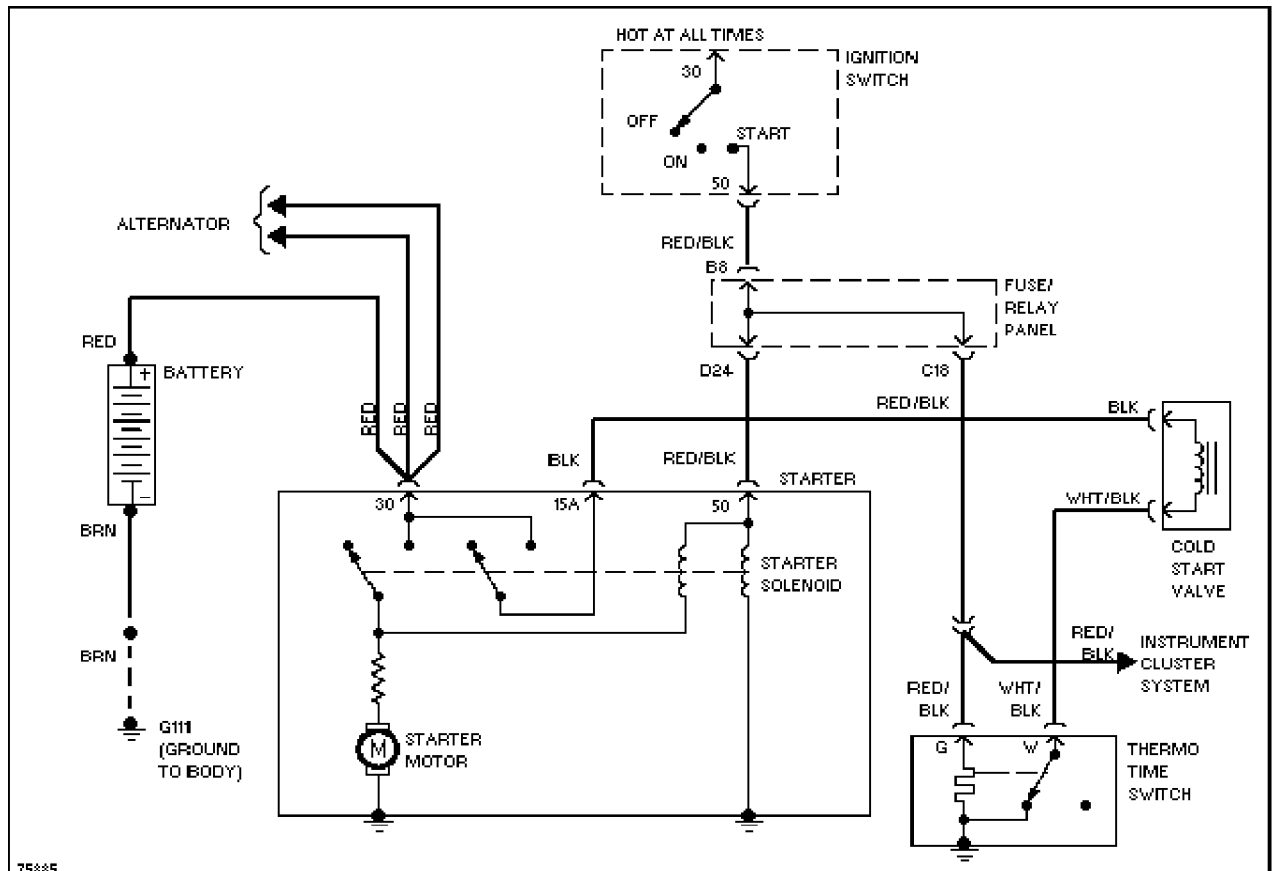 HOT AT ALL TIMES
30
IGNITION
SWITCH
OFF
START
ON
50
ALTERNATOR
RED/BLK
B8
FUSE/
RELAY
PANEL
RED
BATTERY
+
-
D24
C18
RED/BLK
BLK
RED
RED
RED
BLK
RED/BLK
STARTER
30
15A
50
WHT/BLK
BRN
COLD
START
VALVE
STARTER
SOLENOID
BRN
RED/
BLK
INSTRUMENT
CLUSTER
SYSTEM
RED/
BLK
WHT/
BLK
G111
(GROUND
TO BODY)
M
STARTER
MOTOR
G
W
THERMO
TIME
SWITCH
75885